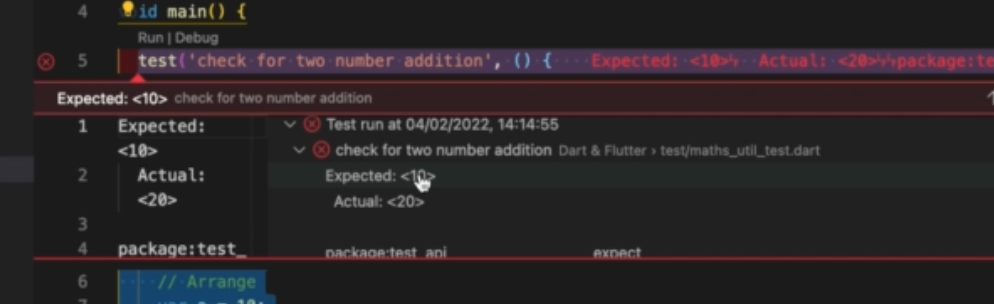 4 id main() {
Run | Debug
5 test('check for two number addition', () { Expected: <10> Actual: <20> package:te
Expected: <10> check for two number addition
1 Expected:
<10>
2 Actual:
<20>
3
4 package:test_
Test run at 04/02/2022, 14:14:55
check for two number addition Dart & Flutter › test/maths_util_test.dart
Expected: <10>
Actual: <20>
package:test_api expect
6 // Arrange